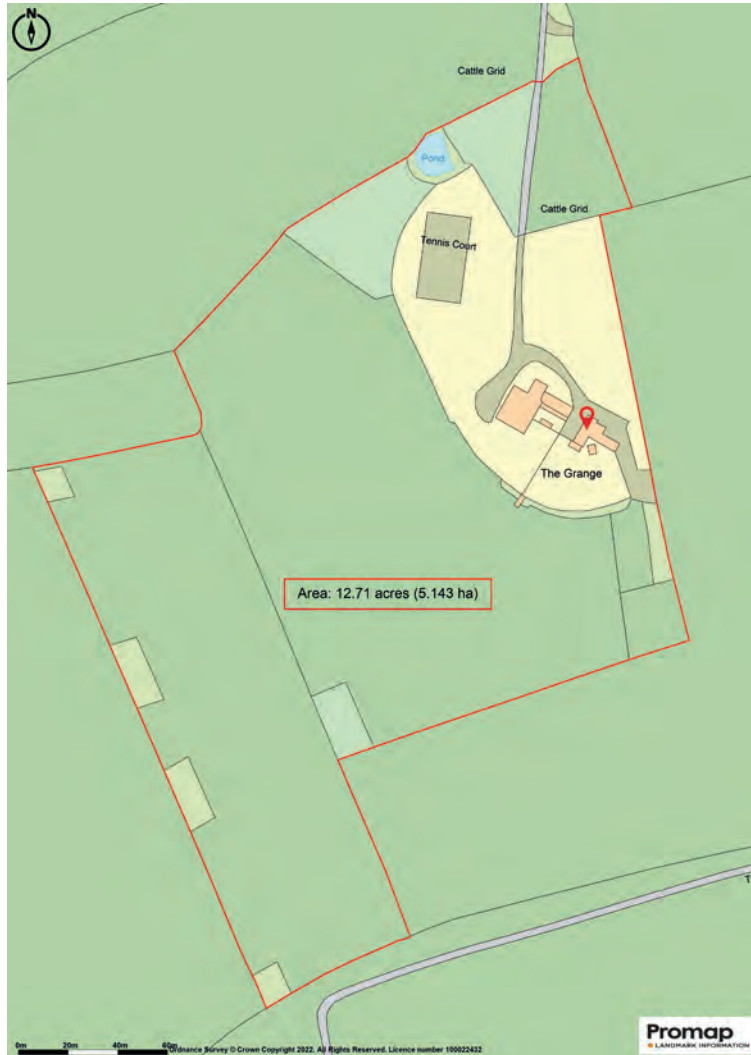 N
Cattle Grid
Pond
Cattle Grid
Tennis Court
The Grange
Area: 12.71 acres (5.143 ha)
0m 20m 40m 60m
Ordnance Survey © Crown Copyright 2022. All Rights Reserved. Licence number 100022432
Promap
LANDMARK INFORMATION